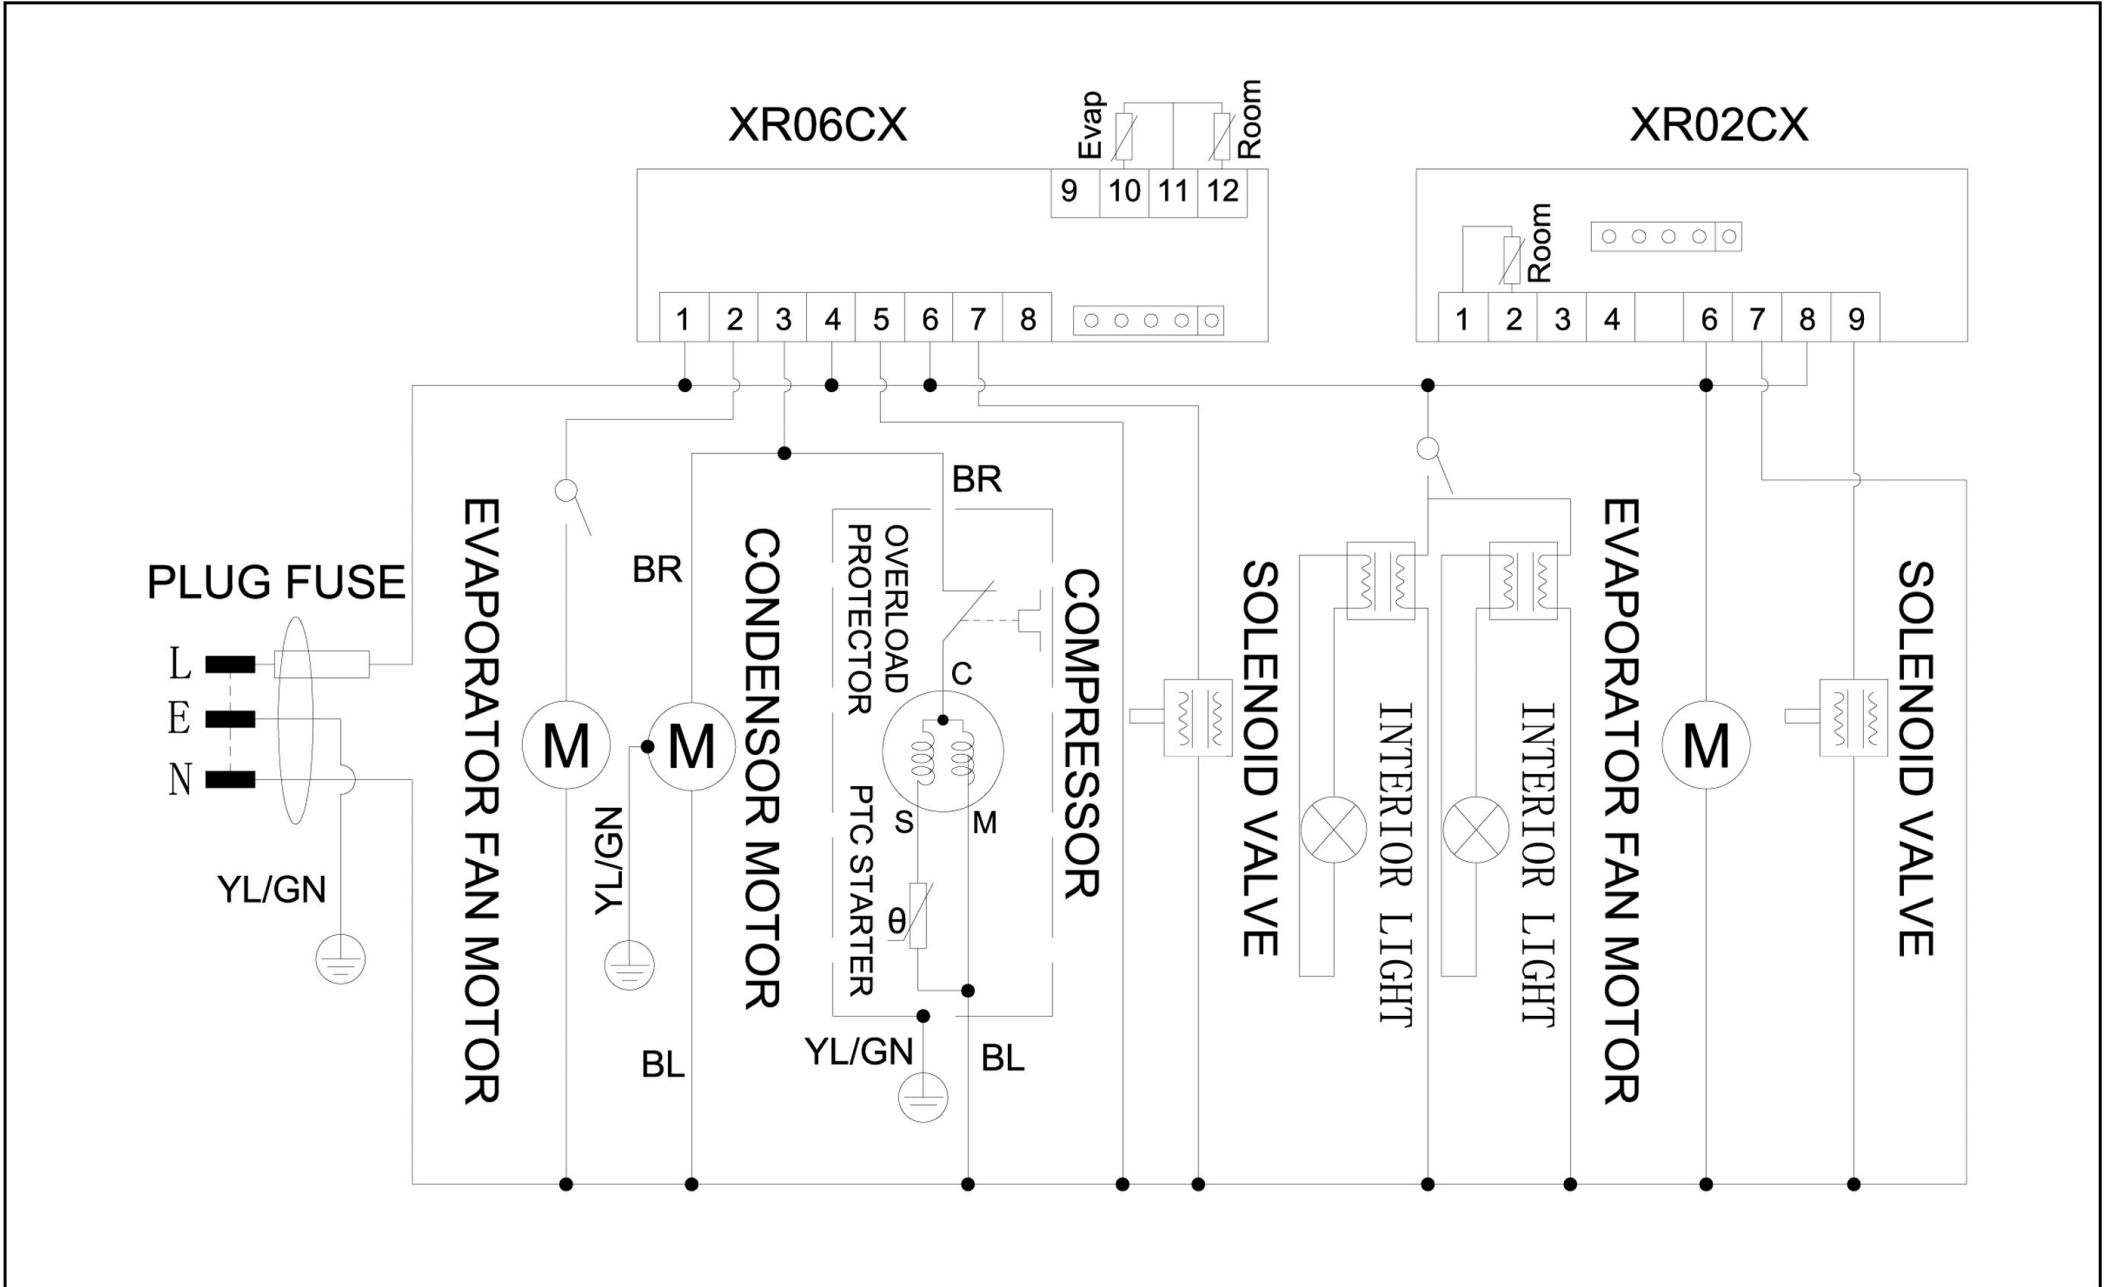 XR06CX
XR02CX
Evap
Room
9 10 11 12
Room
1 2 3 4 5 6 7 8
1 2 3 4 6 7 8 9
PLUG FUSE
L
E
N
YL/GN
EVAPORATOR FAN MOTOR
M
YL/GN
BR
M
BL
CONDENSOR MOTOR
BR
OVERLOAD
PROTECTOR
C
S
M
PTC STARTER
θ
YL/GN
BL
COMPRESSOR
SOLENOID VALVE
INTERIOR LIGHT
INTERIOR LIGHT
EVAPORATOR FAN MOTOR
M
SOLENOID VALVE